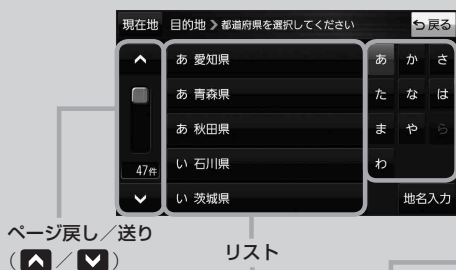 現在地 目的地 》都道府県を選択してください 戻る
あ 愛知県 あ か さ
あ 青森県 た な は
あ 秋田県 ま や ら
47件 い 石川県 わ
い 茨城県 地名入力
ページ戻し／送り
（／）
リスト